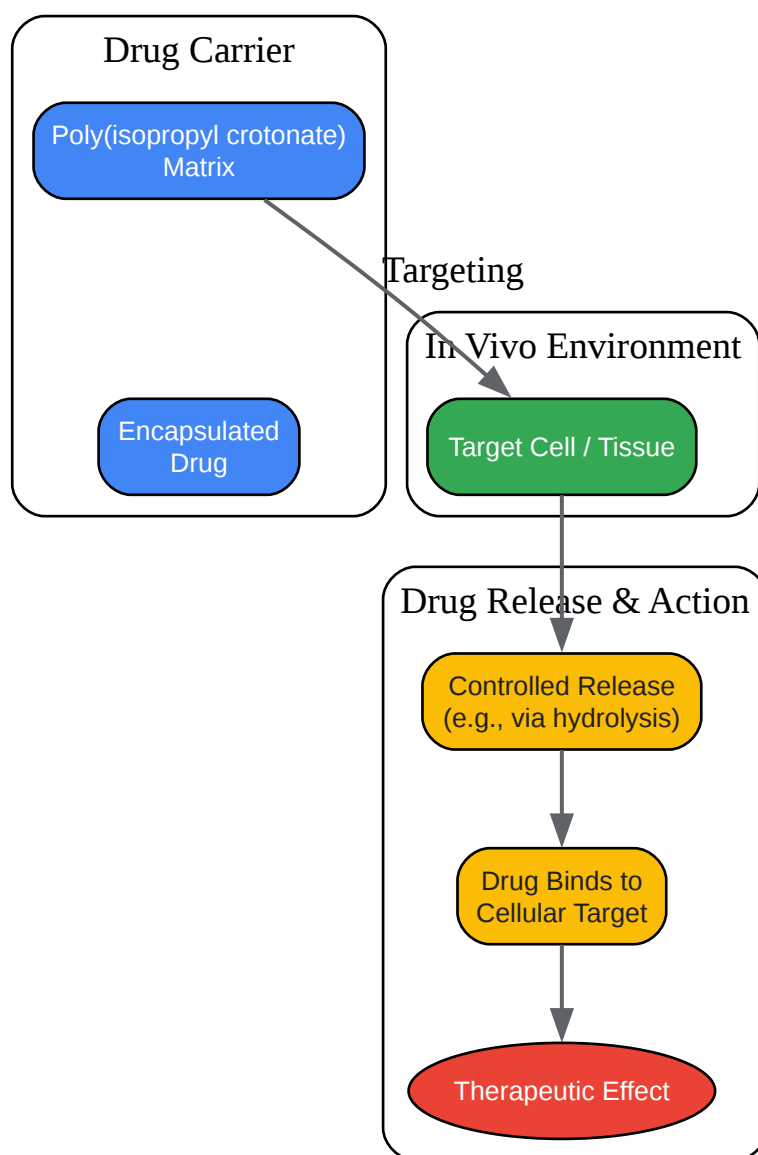 Drug Carrier
Poly(isopropyl crotonate)
Matrix
Targeting
In Vivo Environment
Encapsulated
Drug
Target Cell / Tissue
Drug Release & Action
Controlled Release
(e.g., via hydrolysis)
Drug Binds to
Cellular Target
Therapeutic Effect